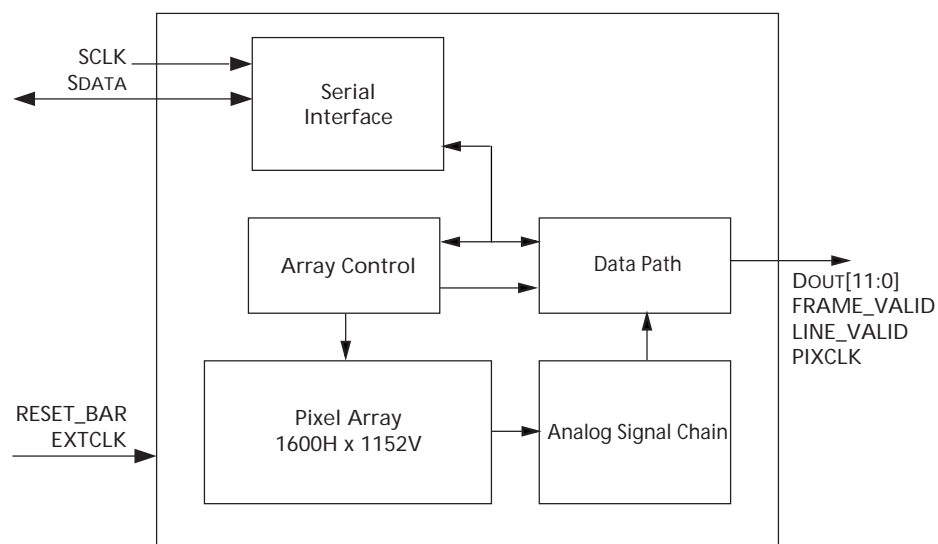 SCLK
SDATA
Serial
Interface
Array Control
Data Path
DOUT[11:0]
FRAME_VALID
LINE_VALID
PIXCLK
RESET_BAR
EXTCLK
Pixel Array
1600H x 1152V
Analog Signal Chain